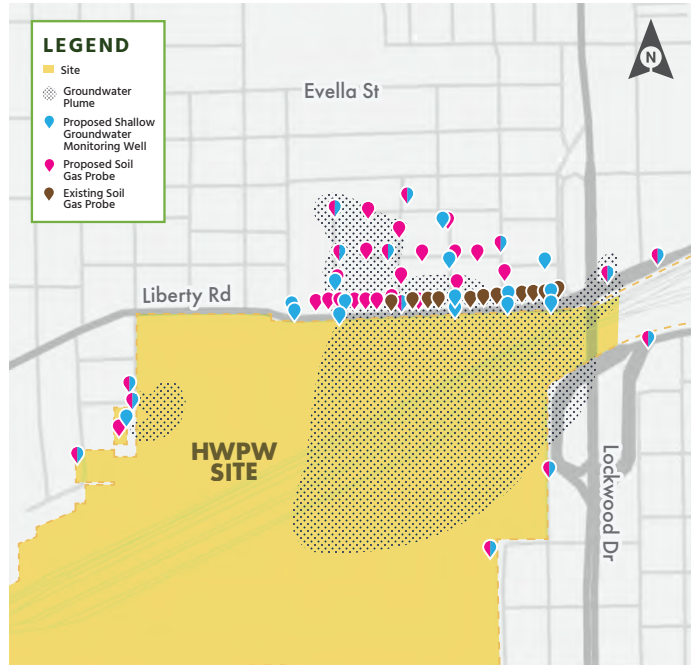 LEGEND
Site
Groundwater
Plume
Proposed Shallow
Groundwater
Monitoring Well
Proposed Soil
Gas Probe
Existing Soil
Gas Probe
N
Evella St
Liberty Rd
HWPW
SITE
Lockwood Dr